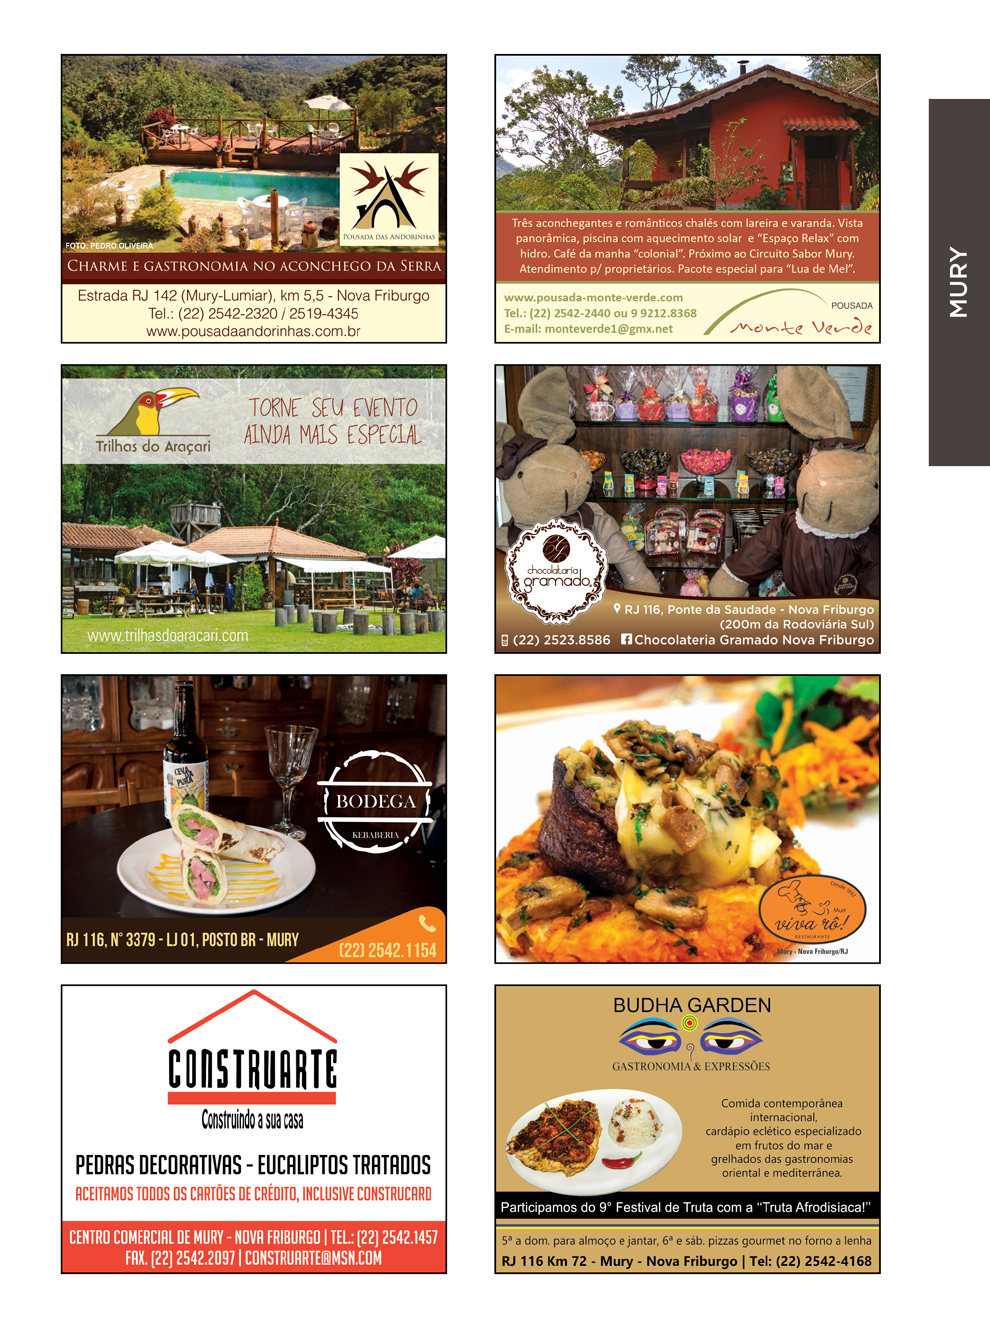 FOTO: PEDRO OLIVEIRA
POUSADA DAS ANDORINHAS
CHARME E GASTRONOMIA NO ACONCHEGO DA SERRA
Estrada RJ 142 (Mury-Lumiar), km 5,5 - Nova Friburgo
Tel.: (22) 2542-2320 / 2519-4345
www.pousadaandorinhas.com.br
Três aconchegantes e românticos chalés com lareira e varanda. Vista
panorâmica, piscina com aquecimento solar e “Espaço Relax” com
hidro. Café da manha “colonial”. Próximo ao Circuito Sabor Mury.
Atendimento p/ proprietários. Pacote especial para “Lua de Mel”.
www.pousada-monte-verde.com
Tel.: (22) 2542-2440 ou 9 9212.8368
E-mail: monteverde1@gmx.net
POUSADA
Monte Verde
MURY
Trilhas do Araçari
TORNE SEU EVENTO
AINDA MAIS ESPECIAL
www.trilhasdoaracari.com
chocolataria
gramado
RJ 116, Ponte da Saudade - Nova Friburgo
(200m da Rodoviária Sul)
(22) 2523.8586 Chocolateria Gramado Nova Friburgo
CEVADA
PURA
BODEGA
KEBABERIA
RJ 116, N° 3379 - LJ 01, POSTO BR - MURY
(22) 2542.1154
Muri
viva rô!
RESTAURANTE
Mury - Nova Friburgo/RJ
CONSTRUARTE
Construindo a sua casa
PEDRAS DECORATIVAS - EUCALIPTOS TRATADOS
ACEITAMOS TODOS OS CARTÕES DE CRÉDITO, INCLUSIVE CONSTRUCARD
CENTRO COMERCIAL DE MURY - NOVA FRIBURGO | TEL.: (22) 2542.1457
FAX. (22) 2542.2097 | CONSTRUARTE@MSN.COM
BUDHA GARDEN
GASTRONOMIA & EXPRESSÕES
Comida contemporânea
internacional,
cardápio eclético especializado
em frutos do mar e
grelhados das gastronomias
oriental e mediterrânea.
Participamos do 9° Festival de Truta com a “Truta Afrodisíaca!”
5ª a dom. para almoço e jantar, 6ª e sáb. pizzas gourmet no forno a lenha
RJ 116 Km 72 - Mury - Nova Friburgo | Tel: (22) 2542-4168